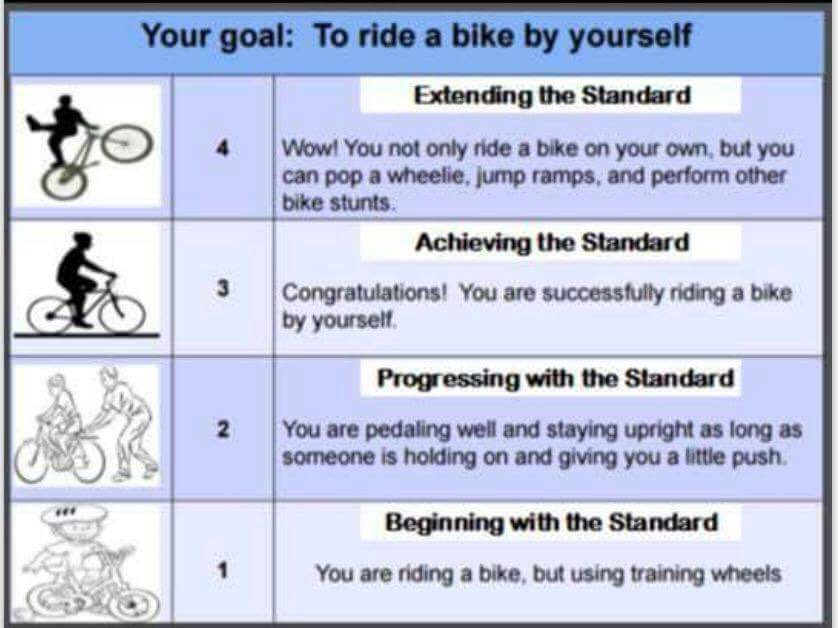 Your goal: To ride a bike by yourself
Extending the Standard
4
Wow! You not only ride a bike on your own, but you
can pop a wheelie, jump ramps, and perform other
bike stunts.
Achieving the Standard
3
Congratulations! You are successfully riding a bike
by yourself.
Progressing with the Standard
2
You are pedaling well and staying upright as long as
someone is holding on and giving you a little push.
Beginning with the Standard
1
You are riding a bike, but using training wheels